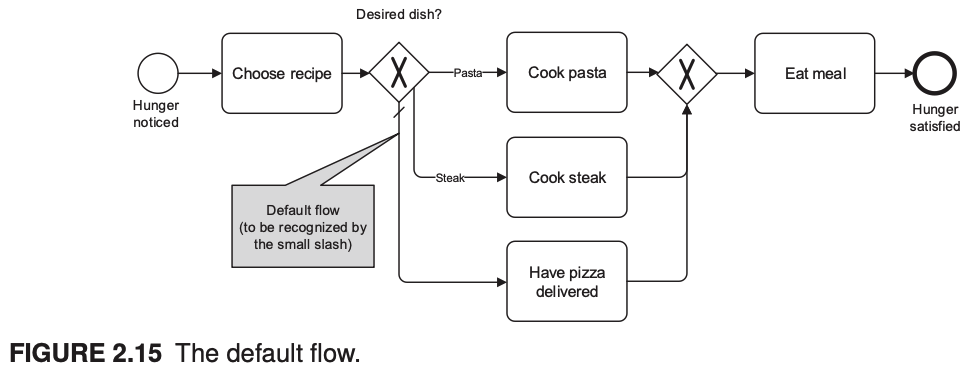 Desired dish?
Choose recipe
Pasta
Cook pasta
Eat meal
Hunger
noticed
Hunger
satisfied
Steak
Cook steak
Default flow
(to be recognized by
the small slash)
Have pizza
delivered
FIGURE 2.15 The default flow.